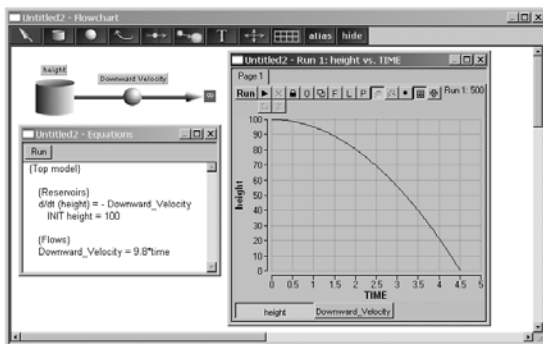 Untitled2 - Flowchart
T alias hide
height
Downward Velocity
Untitled2 - Equations
Run
{Top model}
{Reservoirs}
d/dt (height) = - Downward_Velocity
INIT height = 100
{Flows}
Downward_Velocity = 9.8*time
Untitled2 - Run 1: height vs. TIME
Page 1
Run F L P Run 1: 500
100
90
80
70
60
50
40
30
20
10
0
height
0 0.5 1 1.5 2 2.5 3 3.5 4 4.5 5
TIME
height Downward_Velocity